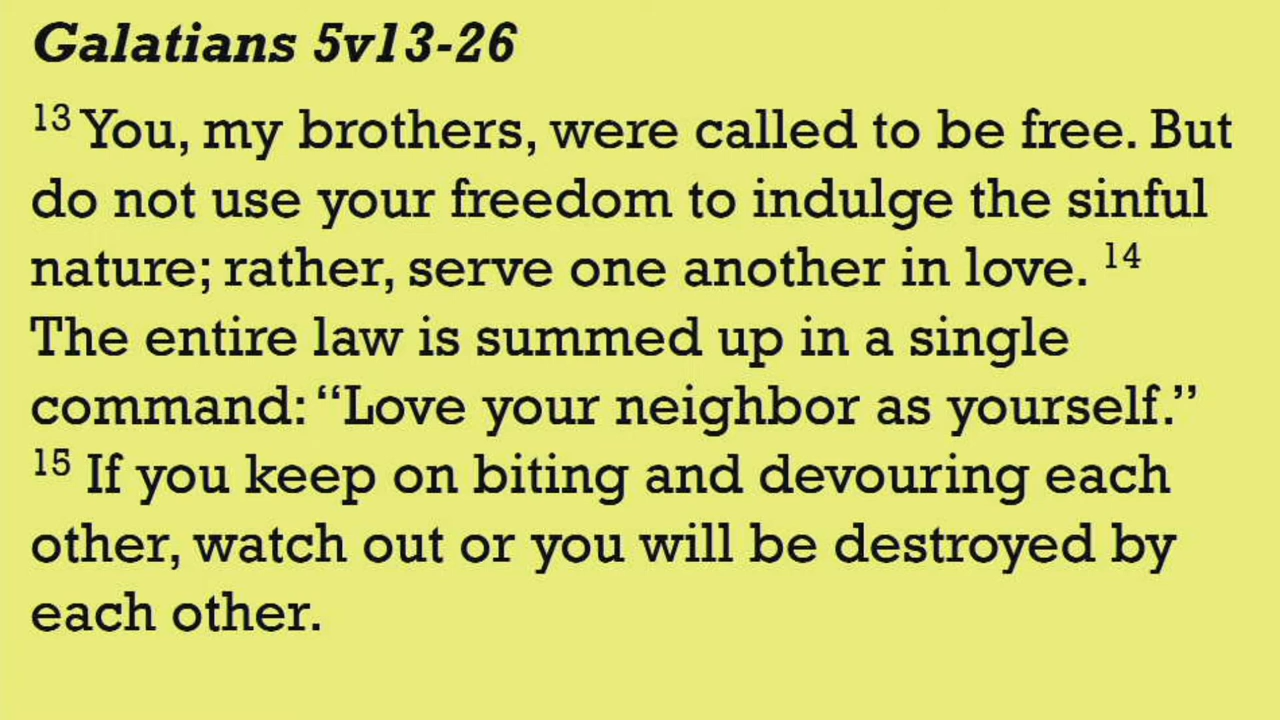 Galatians 5v13-26
13 You, my brothers, were called to be free. But
do not use your freedom to indulge the sinful
nature; rather, serve one another in love. 14
The entire law is summed up in a single
command: “Love your neighbor as yourself.”
15 If you keep on biting and devouring each
other, watch out or you will be destroyed by
each other.